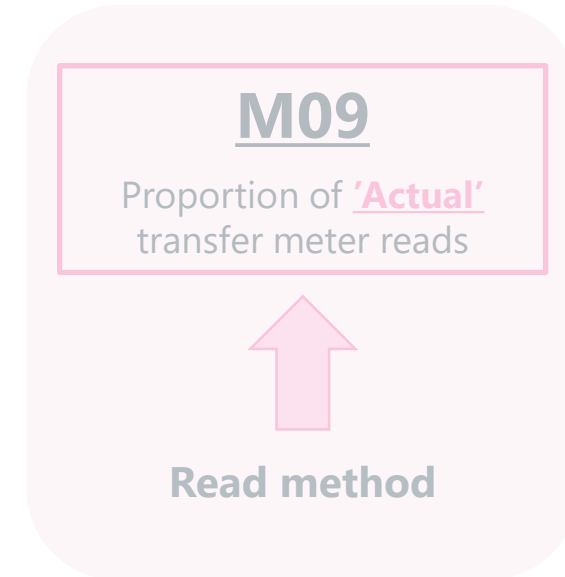 M09
Proportion of ’Actual’
transfer meter reads
Read method